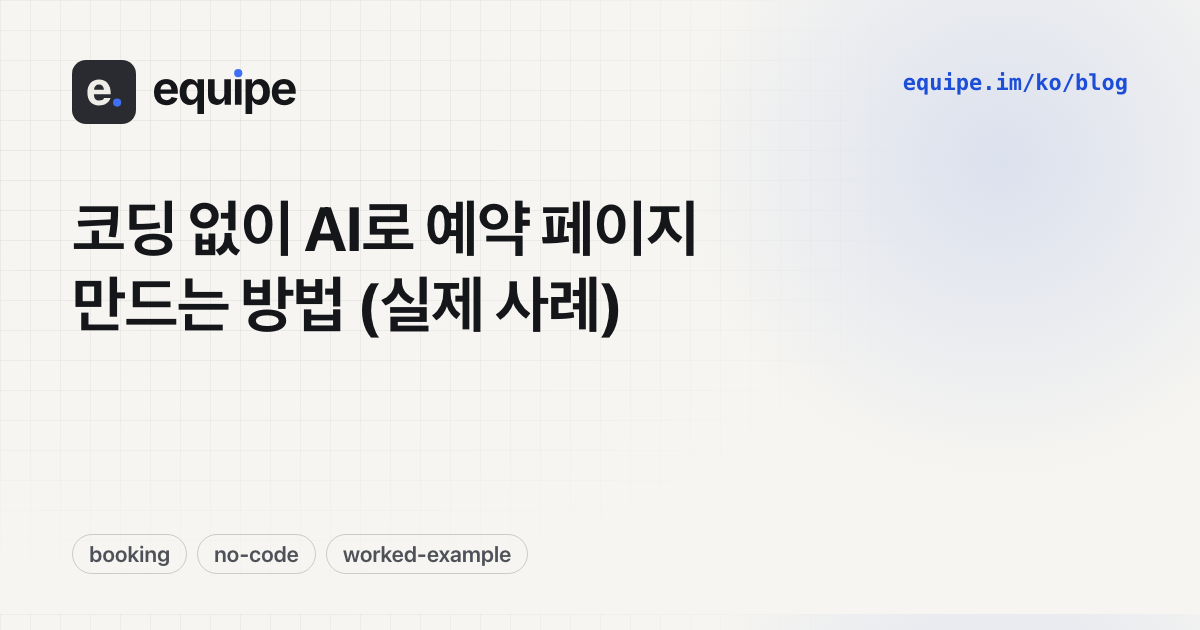 e. equipe
equipe.im/ko/blog
코딩 없이 AI로 예약 페이지
만드는 방법 (실제 사례)
booking no-code worked-example